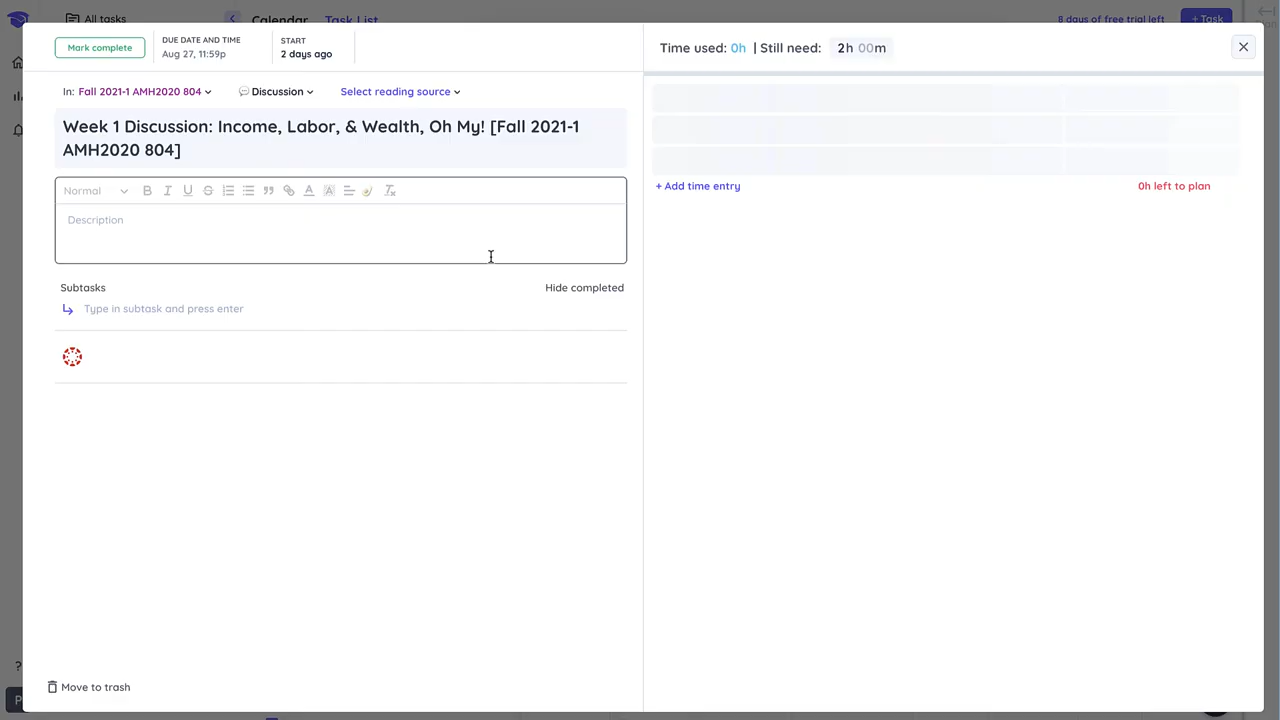 All tasks
Calendar
Task List
8 days of free trial left
+ Task
Mark complete
DUE DATE AND TIME
Aug 27, 11:59p
START
2 days ago
Time used: 0h | Still need: 2h 00m
In: Fall 2021-1 AMH2020 804
Discussion
Select reading source
Week 1 Discussion: Income, Labor, & Wealth, Oh My! [Fall 2021-1
AMH2020 804]
Normal
Description
+ Add time entry
0h left to plan
Subtasks
Hide completed
Type in subtask and press enter
Move to trash